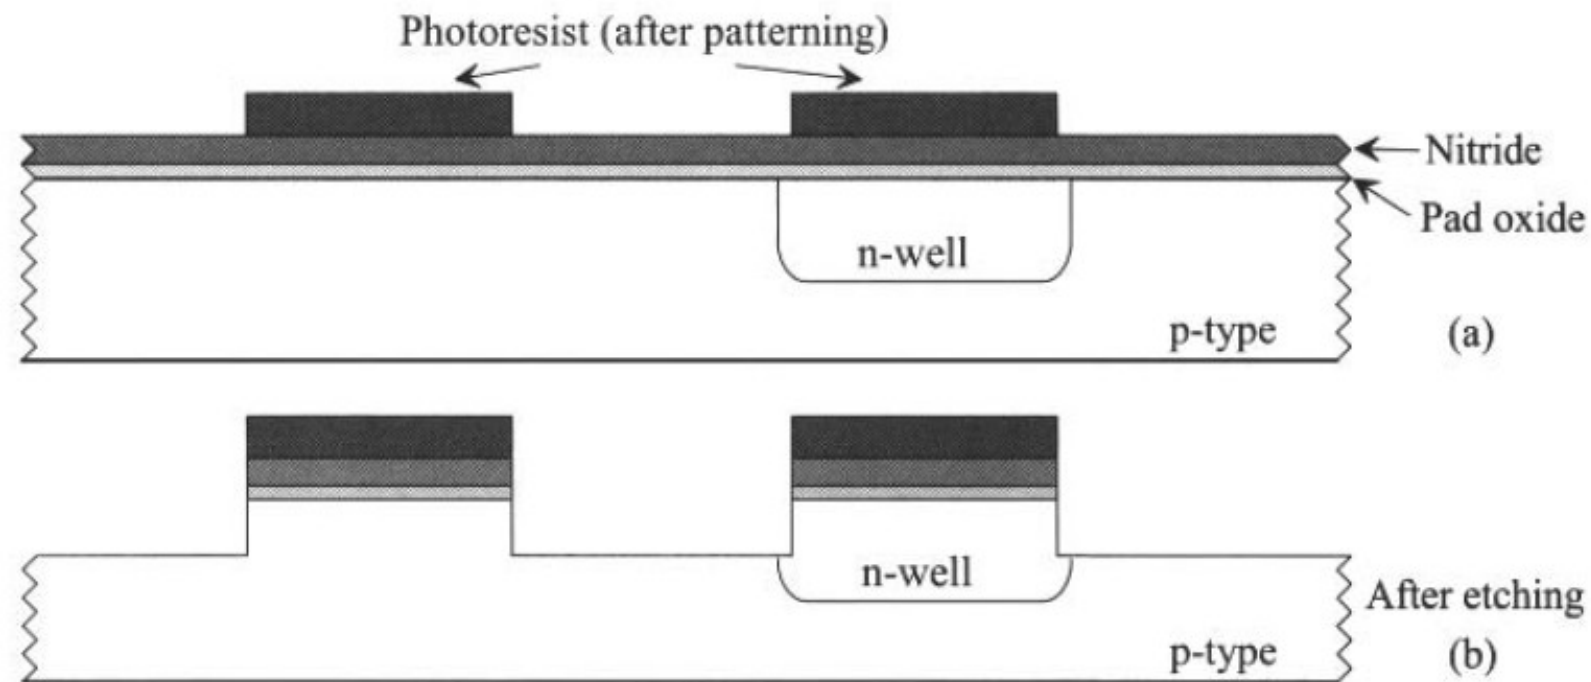 Photoresist (after patterning)
Nitride
Pad oxide
n-well
p-type
(a)
n-well
After etching
p-type
(b)